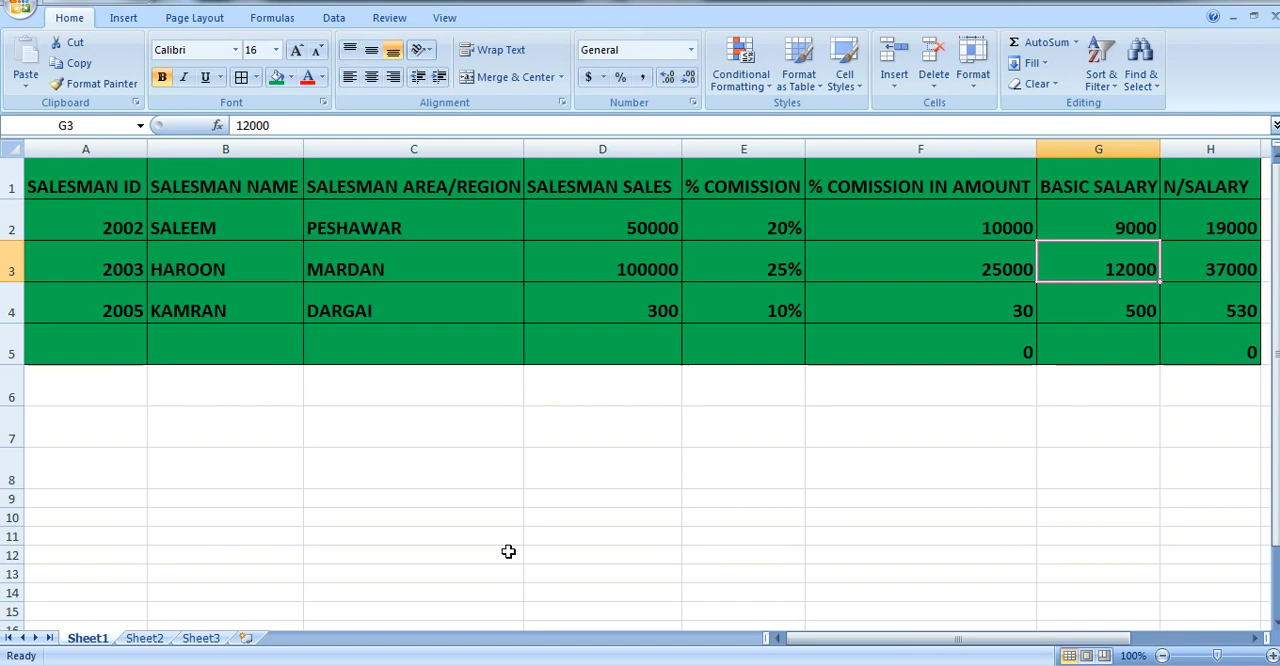 Home Insert Page Layout Formulas Data Review View
Paste
Cut
Copy
Format Painter
Clipboard
Calibri 16 A A
B I U A
Font
Wrap Text
Merge & Center
Alignment
General
$ % , .0 .00 .00 .0
Number
Conditional Formatting
Format as Table
Cell Styles
Styles
Insert Delete Format
Cells
Σ AutoSum
Fill
Clear
Sort & Filter
Find & Select
Editing
G3 fx 12000
A B C D E F G H
1 SALESMAN ID SALESMAN NAME SALESMAN AREA/REGION SALESMAN SALES % COMISSION % COMISSION IN AMOUNT BASIC SALARY N/SALARY
2 2002 SALEEM PESHAWAR 50000 20% 10000 9000 19000
3 2003 HAROON MARDAN 100000 25% 25000 12000 37000
4 2005 KAMRAN DARGAI 300 10% 30 500 530
5 0 0
6
7
8
9
10
11
12
13
14
15
Sheet1 Sheet2 Sheet3
Ready 100%